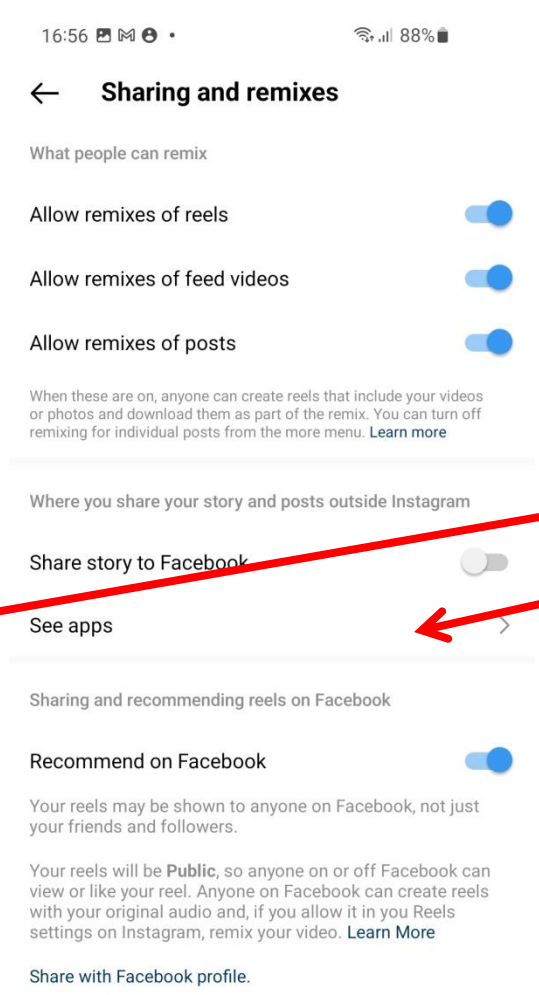 16:56 88%
Sharing and remixes
What people can remix
Allow remixes of reels
Allow remixes of feed videos
Allow remixes of posts
When these are on, anyone can create reels that include your videos
or photos and download them as part of the remix. You can turn off
remixing for individual posts from the more menu. Learn more
Where you share your story and posts outside Instagram
Share story to Facebook
See apps
Sharing and recommending reels on Facebook
Recommend on Facebook
Your reels may be shown to anyone on Facebook, not just
your friends and followers.
Your reels will be Public, so anyone on or off Facebook can
view or like your reel. Anyone on Facebook can create reels
with your original audio and, if you allow it in you Reels
settings on Instagram, remix your video. Learn More
Share with Facebook profile.